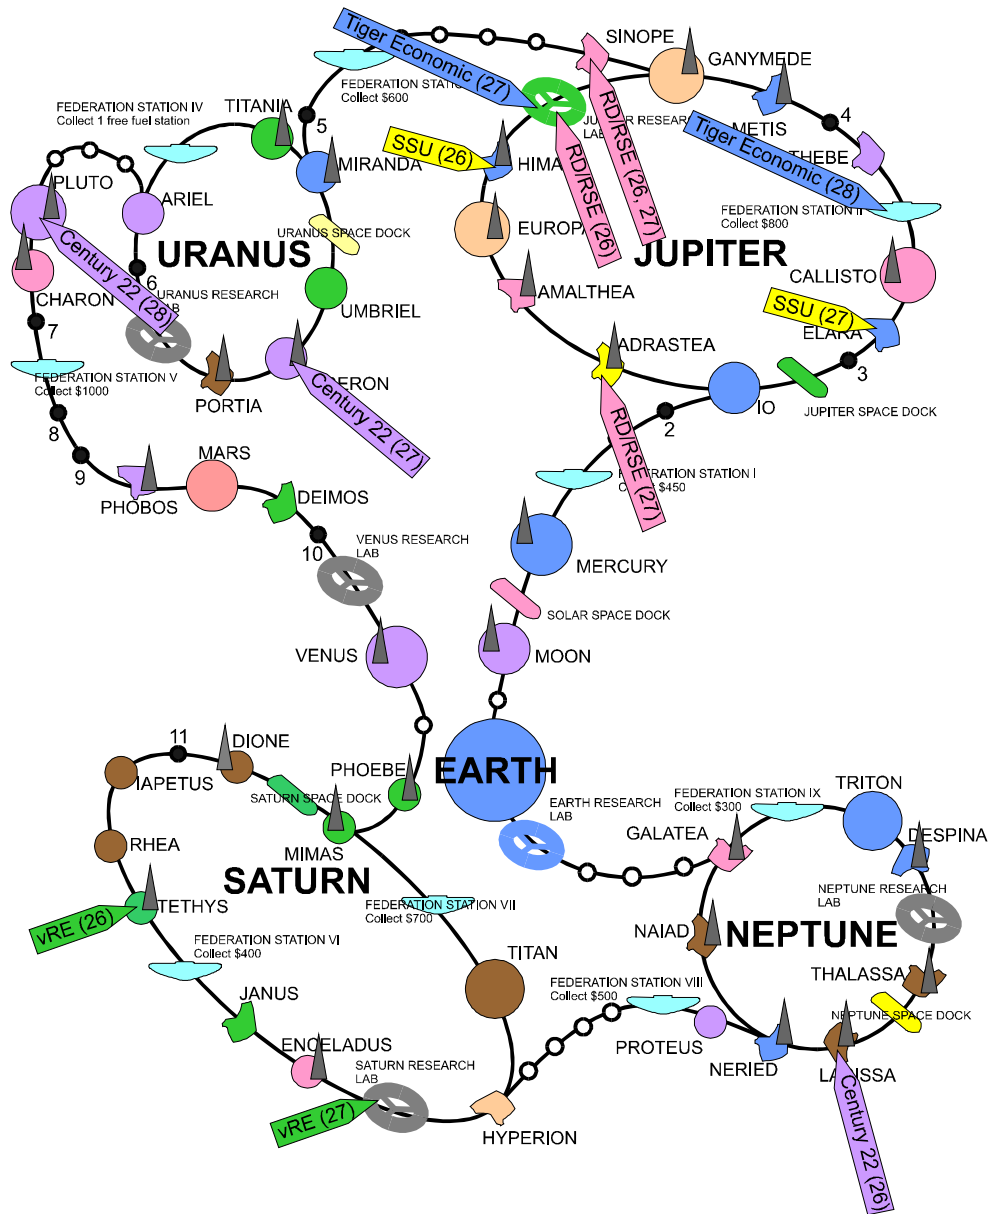 SINOPE
GANYMEDE
Tiger Economic (27)
FEDERATION STATI
Collect $600
FEDERATION STATION IV
Collect 1 free fuel station
TITANIA
5
4
METIS
THEBE
Tiger Economic (28)
JU
LAB
RD/RSE (26, 27)
RD/RSE (26)
SSU (26)
HIMA
MIRANDA
PLUTO
ARIEL
FEDERATION STATION II
Collect $800
URANUS SPACE DOCK
EUROPA
URANUS
JUPITER
CHARON
Century 22 (28)
6
URANUS RESEARCH
LAB
AMALTHEA
CALLISTO
UMBRIEL
SSU (27)
ELARA
7
ADRASTEA
3
FEDERATION STATION V
Collect $1000
PORTIA
OBERON
Century 22 (27)
IO
JUPITER SPACE DOCK
2
8
9
MARS
RD/RSE (27)
FEDERATION STATION I
$450
PHOBOS
DEIMOS
10
VENUS RESEARCH
LAB
MERCURY
SOLAR SPACE DOCK
VENUS
MOON
11
DIONE
PHOEBE
EARTH
IAPETUS
SATURN SPACE DOCK
EARTH RESEARCH
LAB
FEDERATION STATION IX
Collect $300
TRITON
RHEA
MIMAS
GALATEA
DESPINA
SATURN
NEPTUNE RESEARCH
LAB
TETHYS
vRE (26)
FEDERATION STATION VII
Collect $700
NAIAD
NEPTUNE
FEDERATION STATION VI
Collect $400
TITAN
THALASSA
FEDERATION STATION VIII
Collect $500
JANUS
NEPTUNE SPACE DOCK
ENCELADUS
PROTEUS
SATURN RESEARCH
LAB
NERIED
LARISSA
vRE (27)
HYPERION
Century 22 (26)